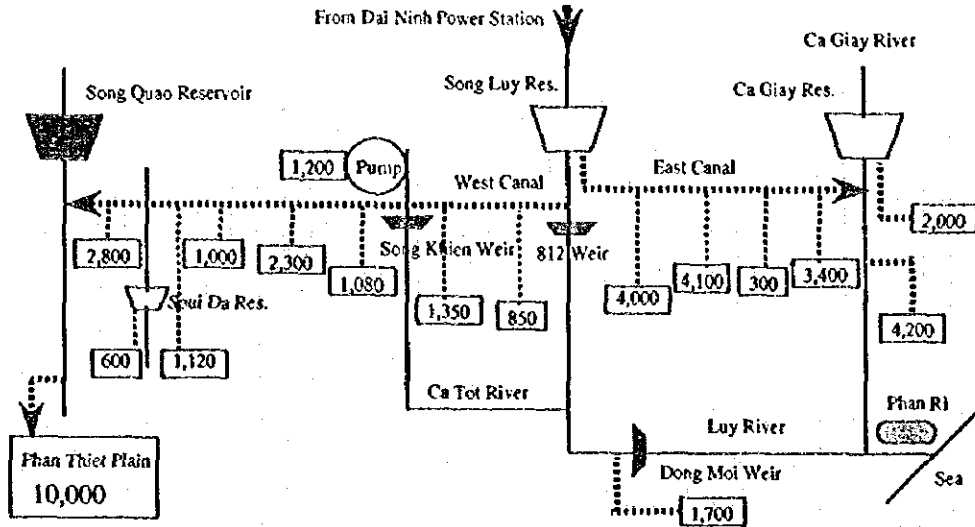 From Dai Ninh Power Station
Ca Giay River
Song Quao Reservoir
Song Luy Res.
Ca Giay Res.
1,200
Pump
West Canal
East Canal
2,800
1,000
2,300
1,080
Song Khien Weir
812 Weir
2,000
Soui Da Res.
1,350
850
4,000
4,100
300
3,400
4,200
600
1,120
Ca Tot River
Phan Ri
Phan Thiet Plain
10,000
Luy River
Dong Moi Weir
Sea
1,700